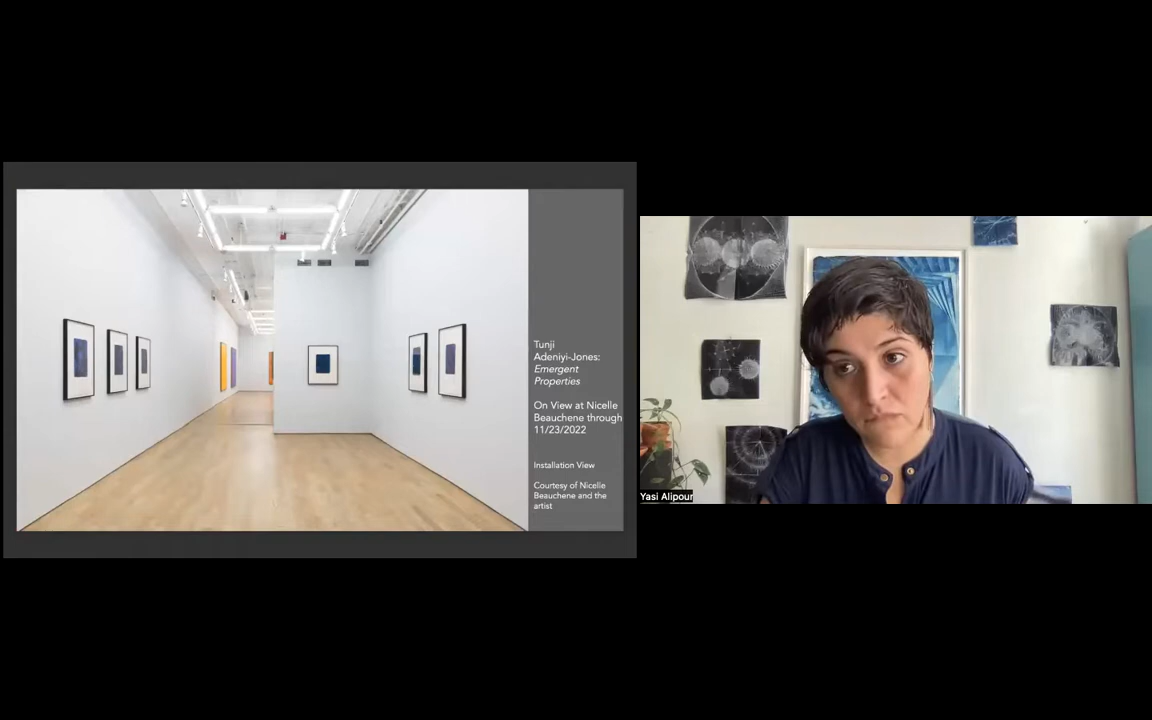 Tunji
Adeniyi-Jones:
Emergent
Properties
On View at Nicelle
Beauchene through
11/23/2022
Installation View
Courtesy of Nicelle
Beauchene and the
artist
Yasi Alipour